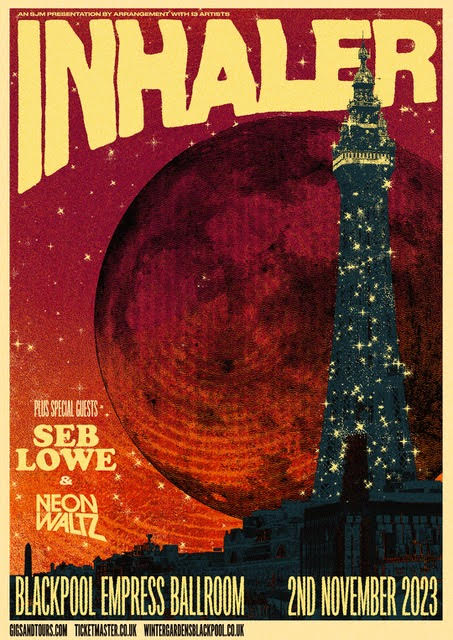 AN SJM PRESENTATION BY ARRANGEMENT WITH 13 ARTISTS
INHALER
PLUS SPECIAL GUESTS
SEB
LOWE
&
NEON
WALTZ
BLACKPOOL EMPRESS BALLROOM 2ND NOVEMBER 2023
GIGSANDTOURS.COM TICKETMASTER.CO.UK WINTERGARDENSBLACKPOOL.CO.UK